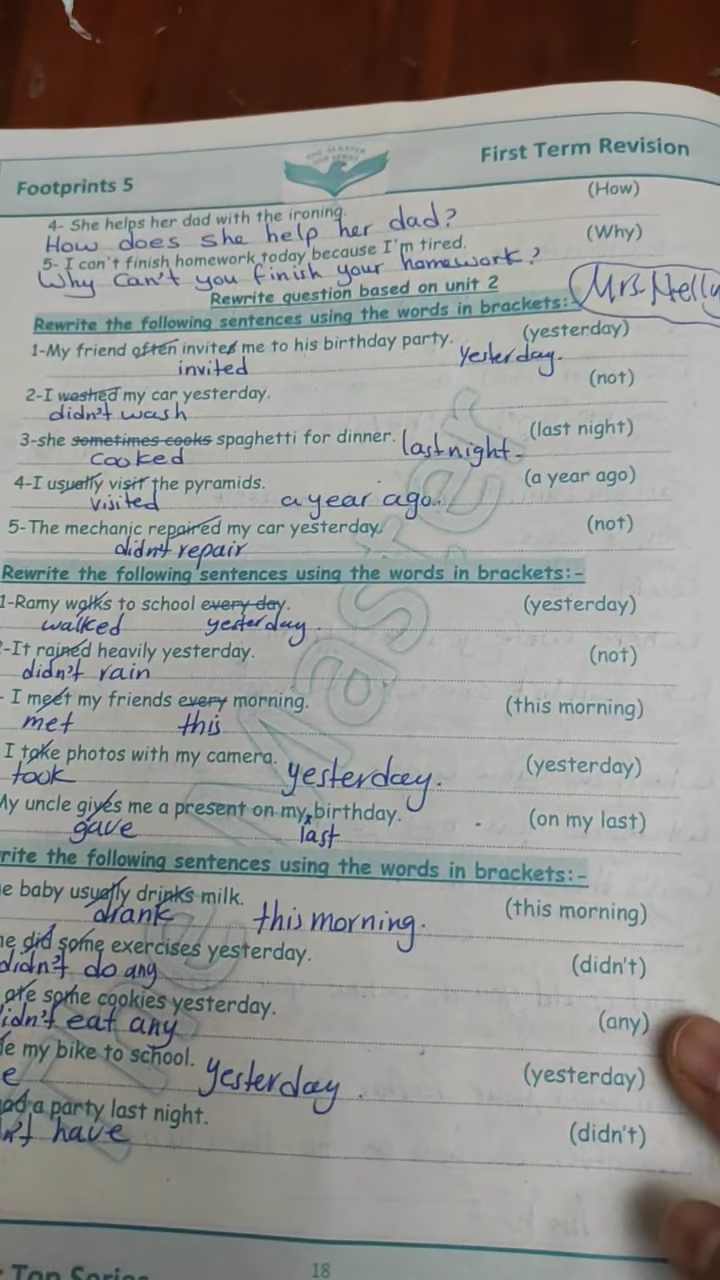 Footprints 5
First Term Revision
4- She helps her dad with the ironing. (How)
How does she help her dad?
5- I can't finish homework today because I'm tired. (Why)
Why can't you finish your homework?
Rewrite question based on unit 2
Mrs. Nelly
Rewrite the following sentences using the words in brackets:-
1-My friend often invites me to his birthday party. (yesterday)
invited yesterday.
2-I washed my car yesterday. (not)
didn't wash
3-she sometimes cooks spaghetti for dinner. (last night)
cooked last night.
4-I usually visit the pyramids. (a year ago)
visited a year ago.
5-The mechanic repaired my car yesterday. (not)
didn't repair
Rewrite the following sentences using the words in brackets:-
1-Ramy walks to school every day. (yesterday)
walked yesterday.
-It rained heavily yesterday. (not)
didn't rain
- I meet my friends every morning. (this morning)
met this
I take photos with my camera. (yesterday)
took yesterday.
My uncle gives me a present on my birthday. (on my last)
gave last
rite the following sentences using the words in brackets:-
e baby usually drinks milk. (this morning)
drank this morning.
he did some exercises yesterday. (didn't)
didn't do any
ate some cookies yesterday. (any)
idn't eat any
de my bike to school. (yesterday)
e yesterday.
ad a party last night. (didn't)
n't have
The Master
Top Series
18